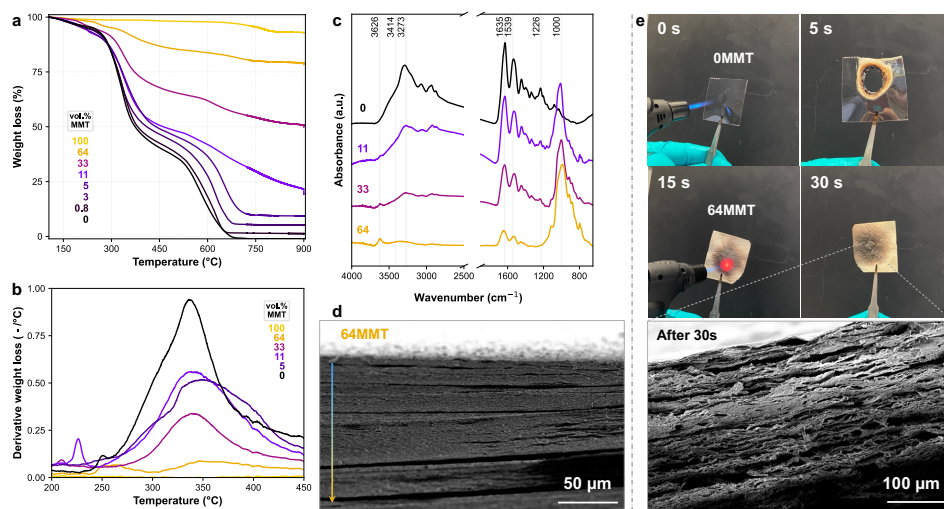 a
Weight loss (%)
100
75
50
25
0
vol.%
MMT
100
64
33
11
5
3
0.8
0
150
300
450
600
750
900
Temperature (°C)
b
Derivative weight loss ( - /°C)
1.00
0.75
0.50
0.25
0.0
vol.%
MMT
100
64
33
11
5
0
200
250
300
350
400
450
Temperature (°C)
c
3626
3414
3273
1635
1539
1226
1000
Absorbance (a.u.)
0
11
33
64
4000
3500
3000
2500
1600
1200
800
Wavenumber (cm⁻¹)
d
64MMT
50 µm
e
0 s
0MMT
5 s
15 s
64MMT
30 s
After 30s
100 µm